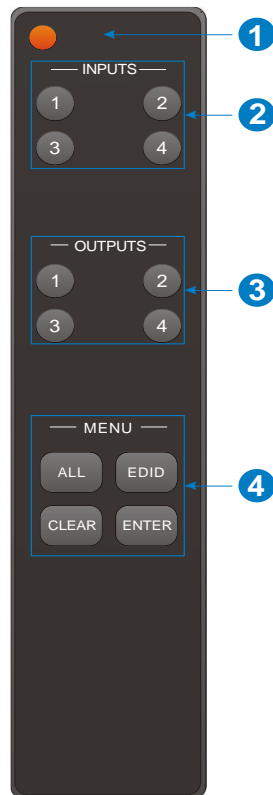 1
INPUTS
1 2
2
3 4
OUTPUTS
1 2
3
3 4
MENU
ALL EDID
4
CLEAR ENTER